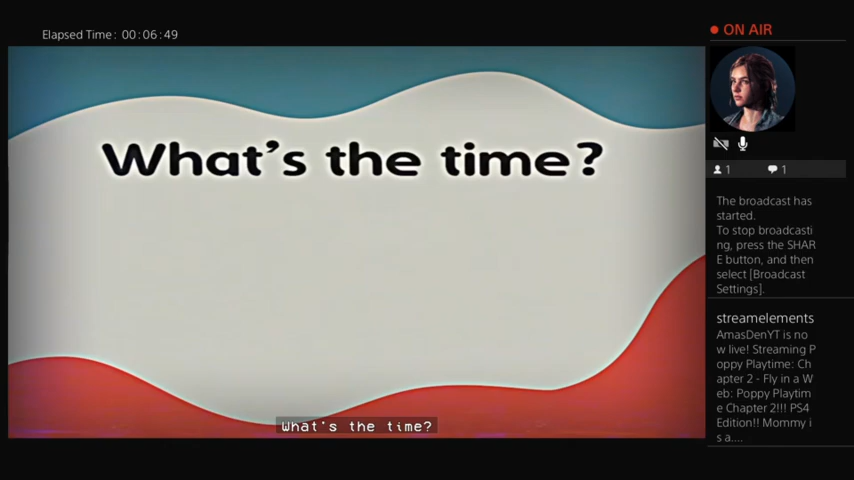 Elapsed Time: 00:06:49
ON AIR
What's the time?
1 1
The broadcast has
started.
To stop broadcasti
ng, press the SHAR
E button, and then
select [Broadcast
Settings].
streamelements
AmasDenYT is no
w live! Streaming P
oppy Playtime: Ch
apter 2 - Fly in a W
eb: Poppy Playtim
e Chapter 2!!! PS4
Edition!! Mommy i
s a....
What's the time?